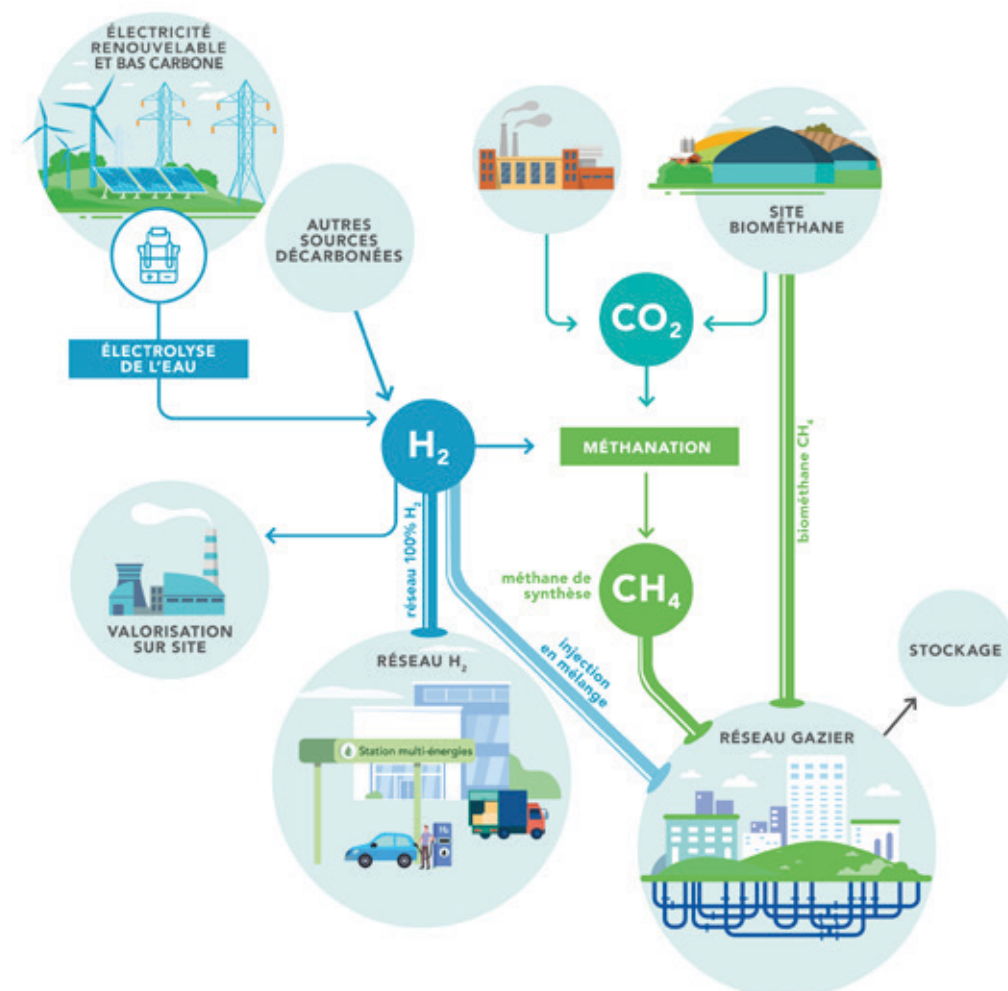 ÉLECTRICITÉ
RENOUVELABLE
ET BAS CARBONE
AUTRES
SOURCES
DÉCARBONÉES
SITE
BIOMÉTHANE
CO₂
ÉLECTROLYSE
DE L'EAU
H₂
MÉTHANATION
biométhane CH₄
réseau 100% H₂
méthane de
synthèse
CH₄
VALORISATION
SUR SITE
injection
en mélange
STOCKAGE
RÉSEAU H₂
Station multi-énergies
H₂
RÉSEAU GAZIER